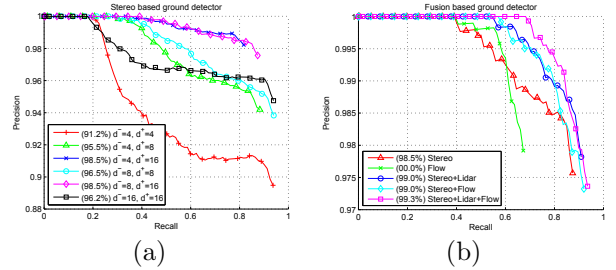 Stereo based ground detector
Precision
1
0.98
0.96
0.94
0.92
0.9
0.88
(91.2%) d⁻=4, d⁺=4
(95.5%) d⁻=4, d⁺=8
(98.5%) d⁻=4, d⁺=16
(96.5%) d⁻=8, d⁺=8
(98.5%) d⁻=8, d⁺=16
(96.2%) d⁻=16, d⁺=16
0 0.2 0.4 0.6 0.8 1
Recall
(a)
Fusion based ground detector
Precision
1
0.995
0.99
0.985
0.98
0.975
0.97
(98.5%) Stereo
(00.0%) Flow
(99.0%) Stereo+Lidar
(99.0%) Stereo+Flow
(99.3%) Stereo+Lidar+Flow
0 0.2 0.4 0.6 0.8 1
Recall
(b)